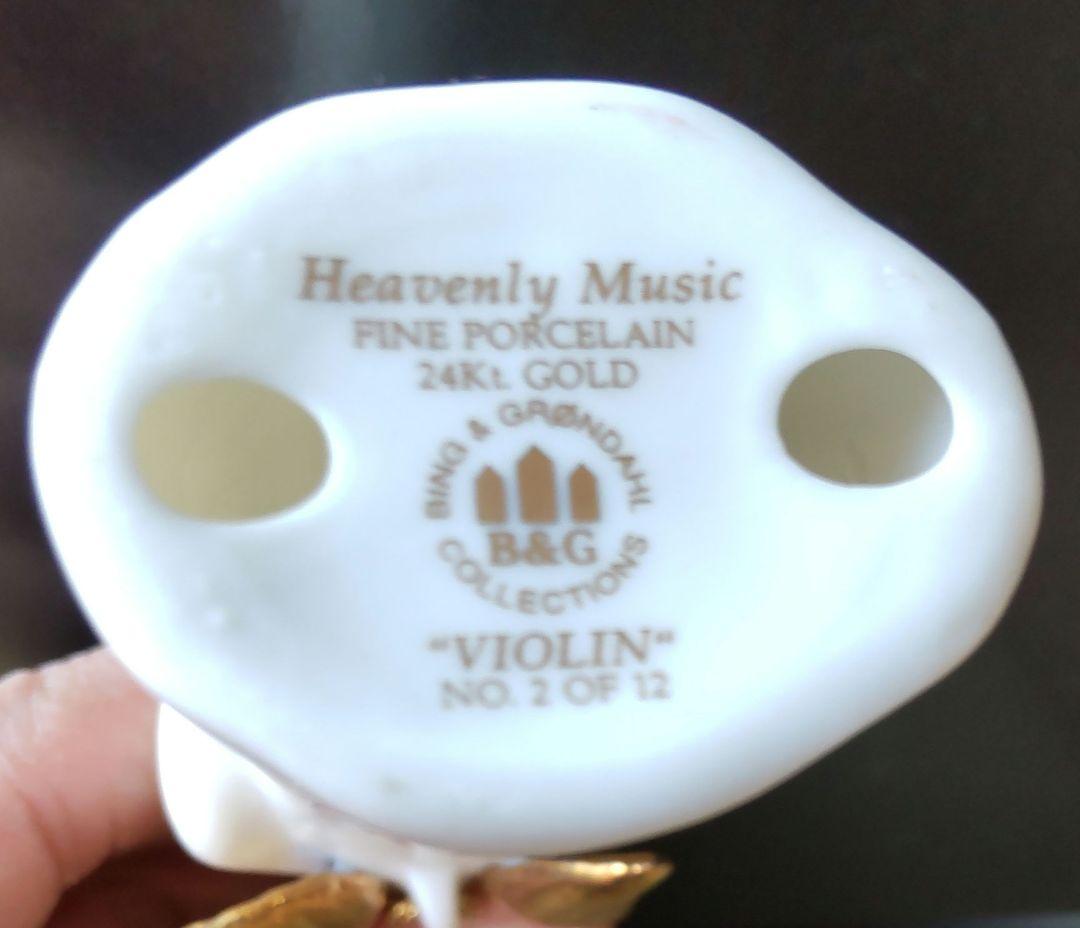 Heavenly Music
FINE PORCELAIN
24Kt. GOLD
BING & GRØNDAHL
B&G
COLLECTIONS
“VIOLIN“
NO. 2 OF 12